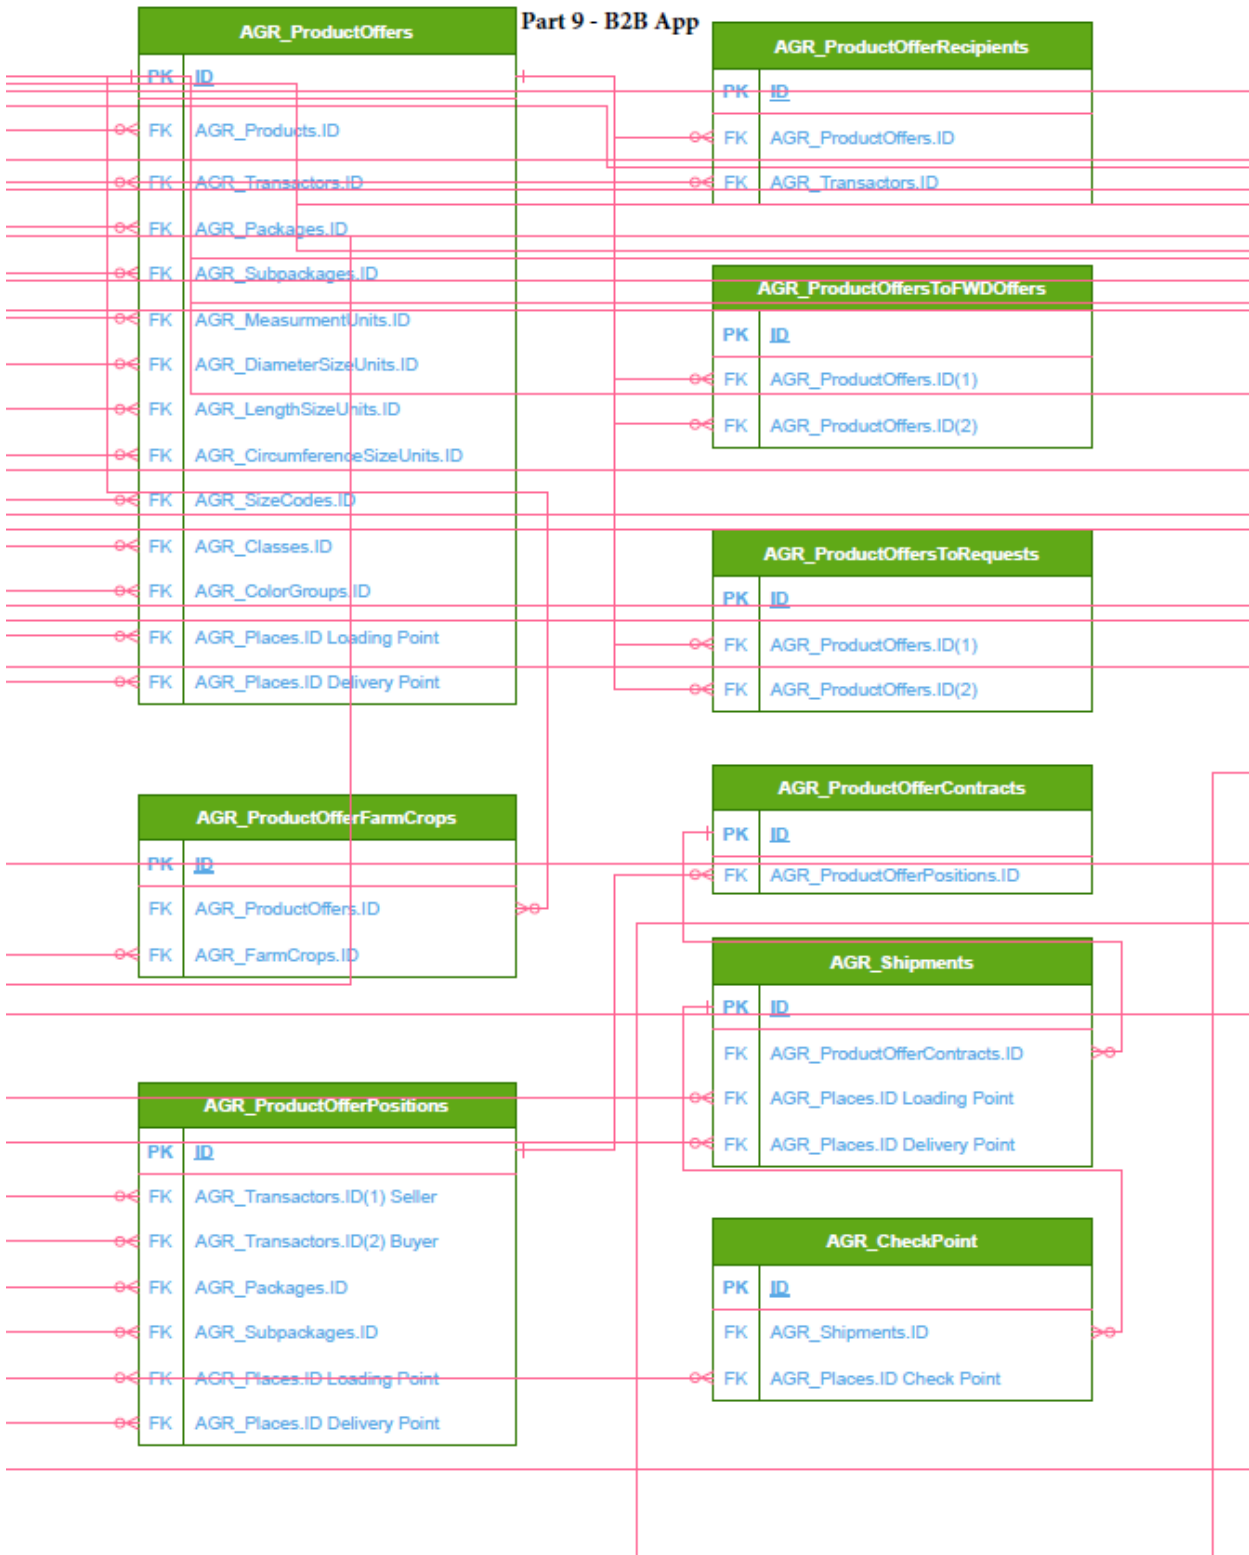 Part 9 - B2B App
AGR_ProductOffers
PK ID
FK AGR_Products.ID
FK AGR_Transactors.ID
FK AGR_Packages.ID
FK AGR_Subpackages.ID
FK AGR_MeasurmentUnits.ID
FK AGR_DiameterSizeUnits.ID
FK AGR_LengthSizeUnits.ID
FK AGR_CircumferenceSizeUnits.ID
FK AGR_SizeCodes.ID
FK AGR_Classes.ID
FK AGR_ColorGroups.ID
FK AGR_Places.ID Loading Point
FK AGR_Places.ID Delivery Point
AGR_ProductOfferFarmCrops
PK ID
FK AGR_ProductOffers.ID
FK AGR_FarmCrops.ID
AGR_ProductOfferPositions
PK ID
FK AGR_Transactors.ID(1) Seller
FK AGR_Transactors.ID(2) Buyer
FK AGR_Packages.ID
FK AGR_Subpackages.ID
FK AGR_Places.ID Loading Point
FK AGR_Places.ID Delivery Point
AGR_ProductOfferRecipients
PK ID
FK AGR_ProductOffers.ID
FK AGR_Transactors.ID
AGR_ProductOffersToFWDOffers
PK ID
FK AGR_ProductOffers.ID(1)
FK AGR_ProductOffers.ID(2)
AGR_ProductOffersToRequests
PK ID
FK AGR_ProductOffers.ID(1)
FK AGR_ProductOffers.ID(2)
AGR_ProductOfferContracts
PK ID
FK AGR_ProductOfferPositions.ID
AGR_Shipments
PK ID
FK AGR_ProductOfferContracts.ID
FK AGR_Places.ID Loading Point
FK AGR_Places.ID Delivery Point
AGR_CheckPoint
PK ID
FK AGR_Shipments.ID
FK AGR_Places.ID Check Point